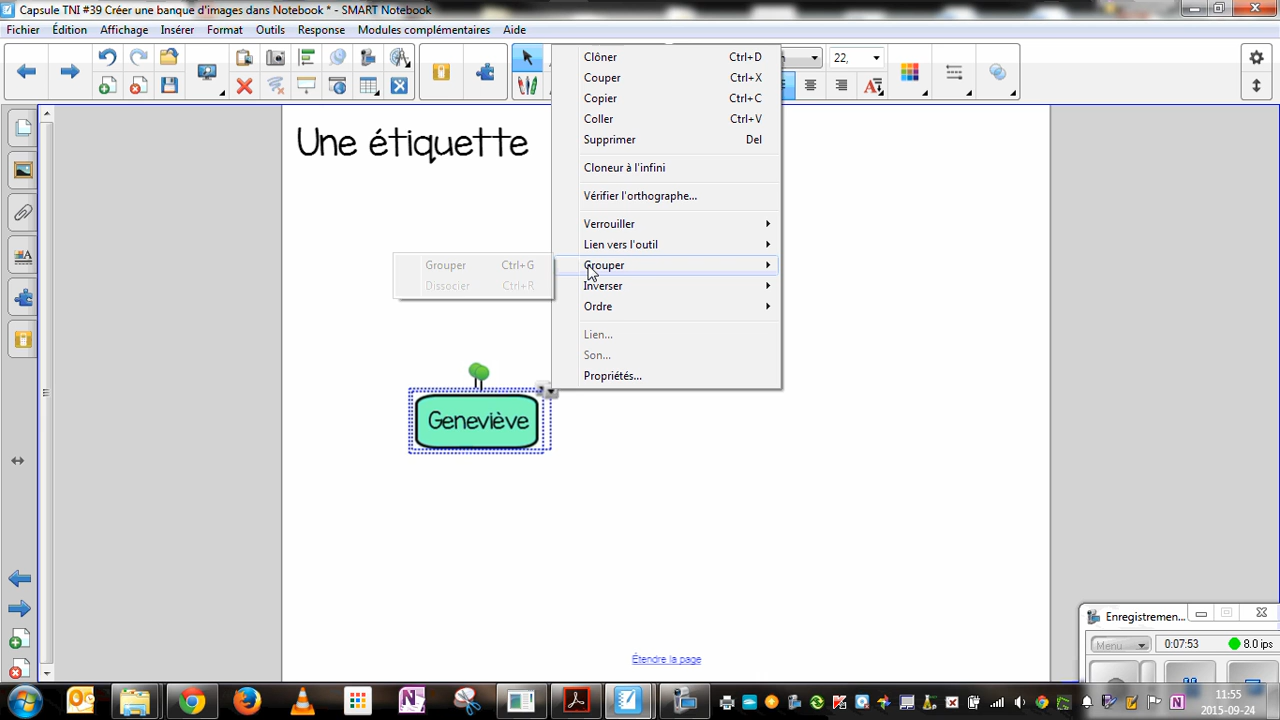 Capsule TNI #39 Créer une banque d'images dans Notebook * - SMART Notebook
Fichier Édition Affichage Insérer Format Outils Réponse Modules complémentaires Aide
22,
Une étiquette
Clôner Ctrl+D
Couper Ctrl+X
Copier Ctrl+C
Coller Ctrl+V
Supprimer Del
Cloneur à l'infini
Vérifier l'orthographe...
Verrouiller
Lien vers l'outil
Grouper
Inverser
Ordre
Lien...
Son...
Propriétés...
Grouper Ctrl+G
Dissocier Ctrl+R
Geneviève
Étendre la page
Enregistremen...
Menu 0:07:53 8.0 ips
11:55
2015-09-24